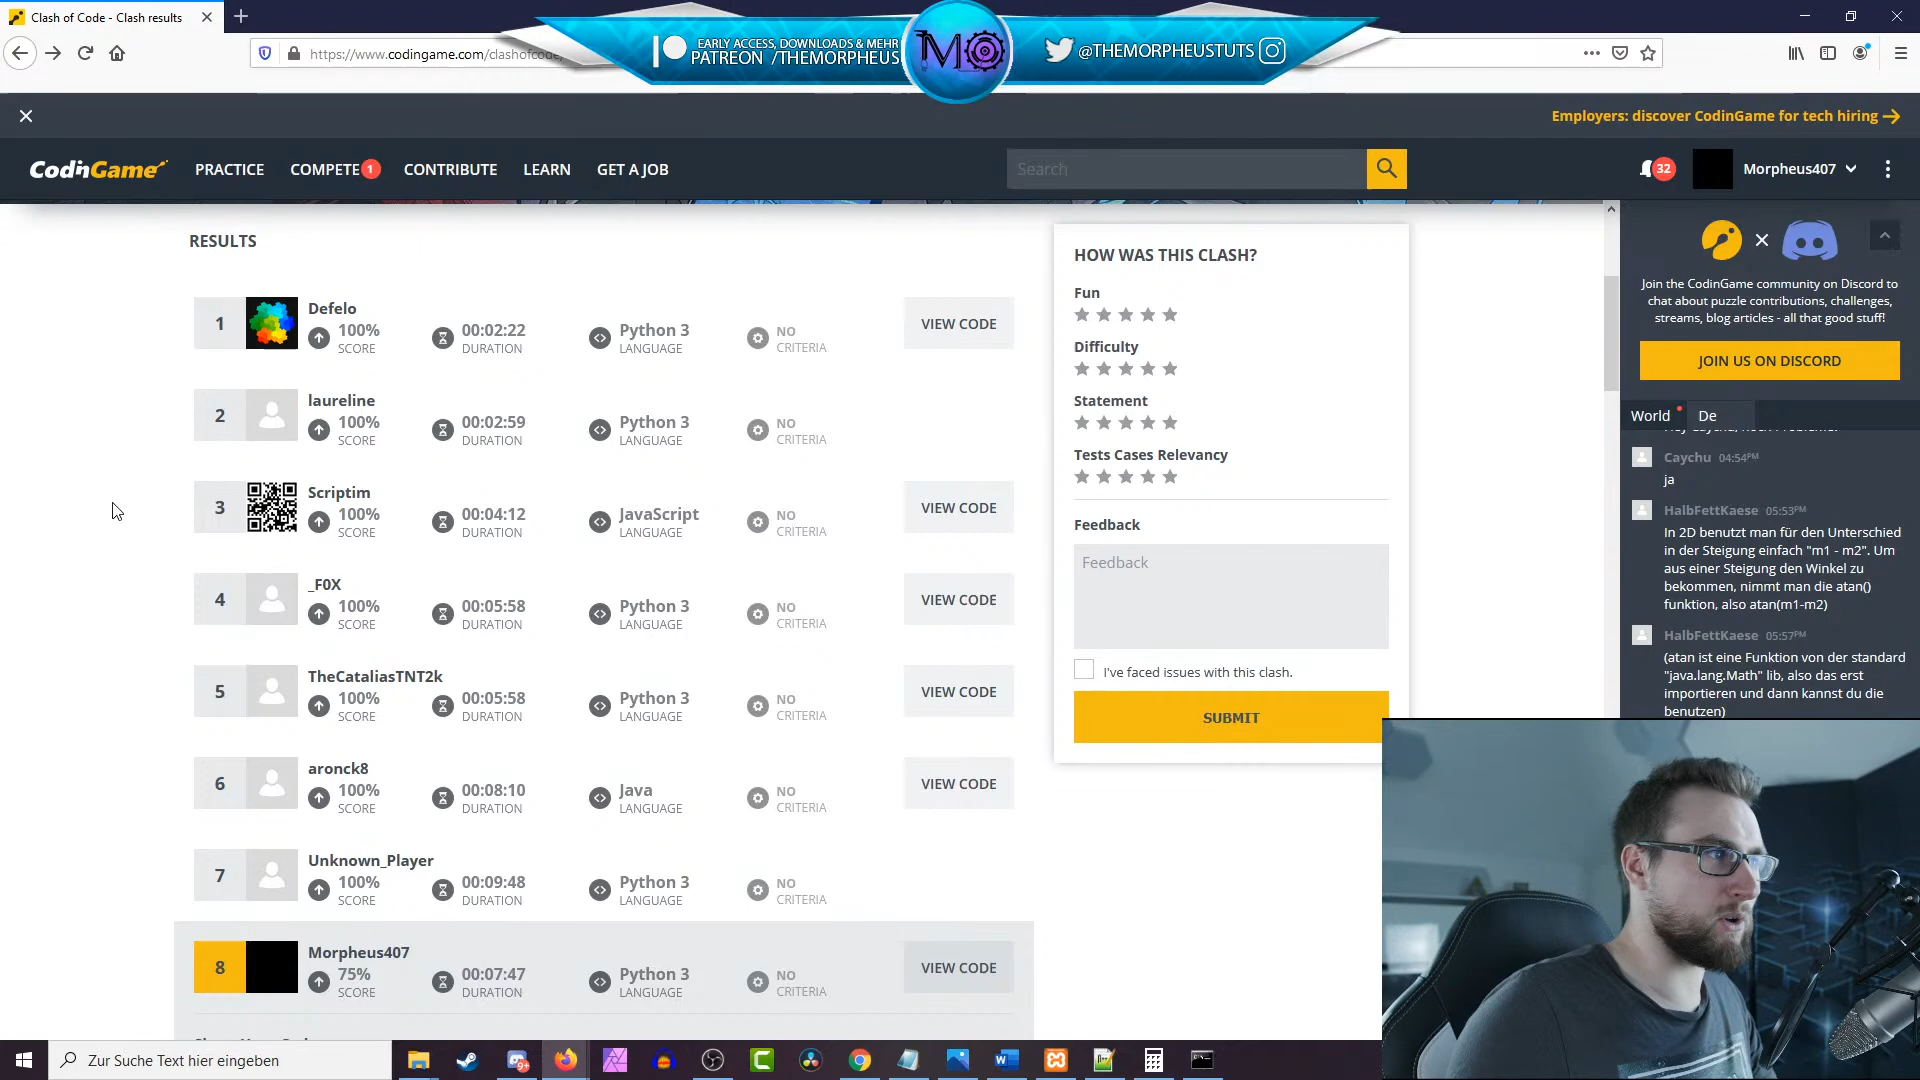 Clash of Code - Clash results
https://www.codingame.com/clashofcode
EARLY ACCESS, DOWNLOADS & MEHR
PATREON /THEMORPHEUS
MO
@THEMORPHEUSTUTS
Employers: discover CodinGame for tech hiring
CodinGame
PRACTICE
COMPETE 1
CONTRIBUTE
LEARN
GET A JOB
Search
32
Morpheus407
RESULTS
1
Defelo
100%
SCORE
00:02:22
DURATION
Python 3
LANGUAGE
NO
CRITERIA
VIEW CODE
2
laureline
100%
SCORE
00:02:59
DURATION
Python 3
LANGUAGE
NO
CRITERIA
VIEW CODE
3
Scriptim
100%
SCORE
00:04:12
DURATION
JavaScript
LANGUAGE
NO
CRITERIA
VIEW CODE
4
_F0X
100%
SCORE
00:05:58
DURATION
Python 3
LANGUAGE
NO
CRITERIA
VIEW CODE
5
TheCataliasTNT2k
100%
SCORE
00:05:58
DURATION
Python 3
LANGUAGE
NO
CRITERIA
VIEW CODE
6
aronck8
100%
SCORE
00:08:10
DURATION
Java
LANGUAGE
NO
CRITERIA
VIEW CODE
7
Unknown_Player
100%
SCORE
00:09:48
DURATION
Python 3
LANGUAGE
NO
CRITERIA
8
Morpheus407
75%
SCORE
00:07:47
DURATION
Python 3
LANGUAGE
NO
CRITERIA
VIEW CODE
HOW WAS THIS CLASH?
Fun
Difficulty
Statement
Tests Cases Relevancy
Feedback
Feedback
I've faced issues with this clash.
SUBMIT
Join the CodinGame community on Discord to
chat about puzzle contributions, challenges,
streams, blog articles - all that good stuff!
JOIN US ON DISCORD
World
De
Caychu 04:54PM
ja
HalbFettKaese 05:53PM
In 2D benutzt man für den Unterschied
in der Steigung einfach "m1 - m2". Um
aus einer Steigung den Winkel zu
bekommen, nimmt man die atan()
funktion, also atan(m1-m2)
HalbFettKaese 05:57PM
(atan ist eine Funktion von der standard
"java.lang.Math" lib, also das erst
importieren und dann kannst du die
benutzen)
Zur Suche Text hier eingeben